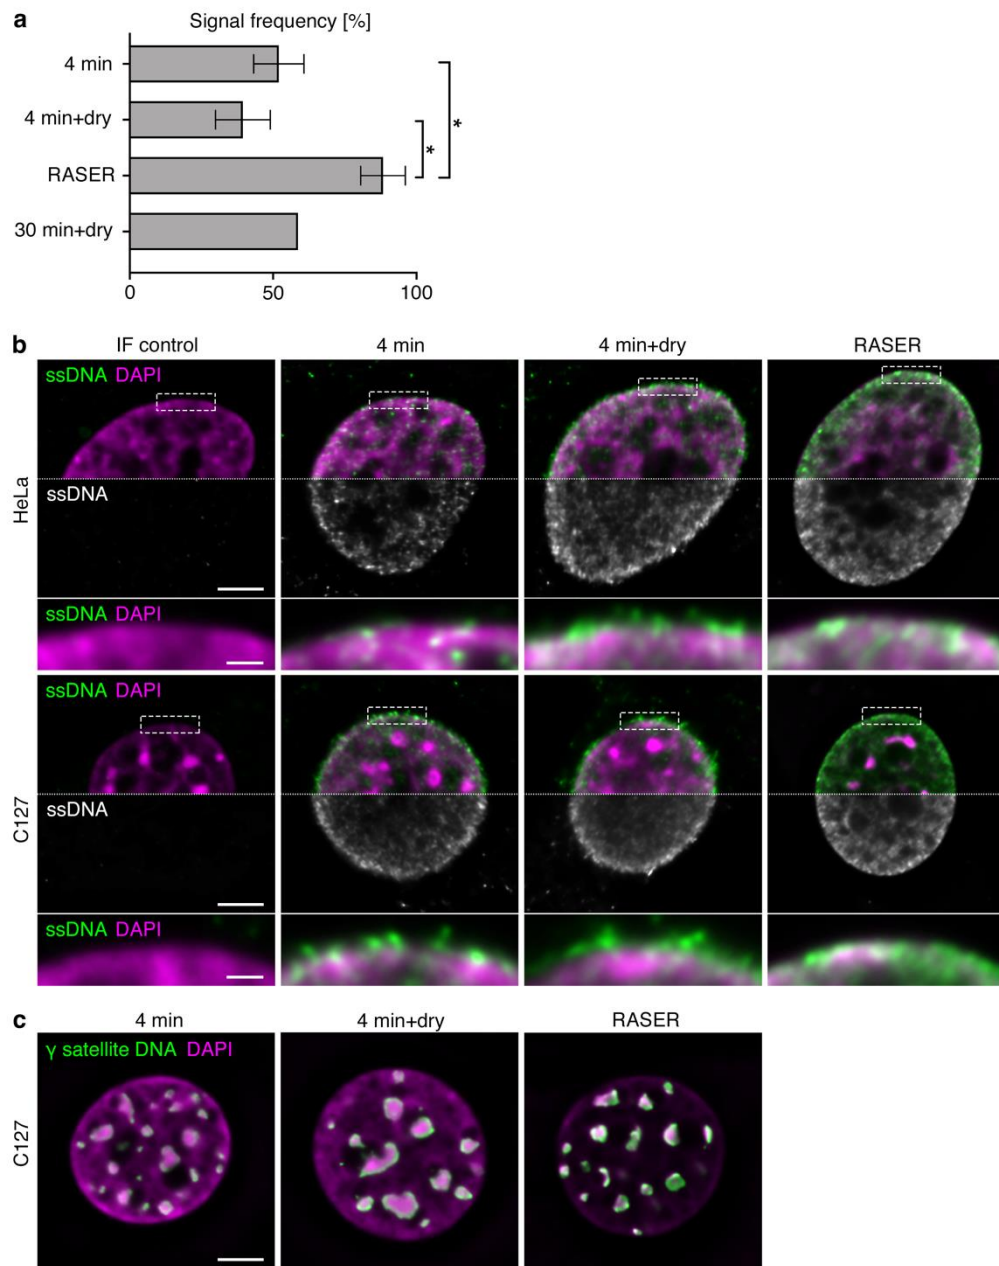 a
Signal frequency [%]
4 min
4 min+dry
RASER
30 min+dry
*
*
0 50 100
b
IF control 4 min 4 min+dry RASER
HeLa
ssDNA DAPI
ssDNA
ssDNA DAPI
C127
ssDNA DAPI
ssDNA
ssDNA DAPI
c
4 min 4 min+dry RASER
C127
γ satellite DNA DAPI